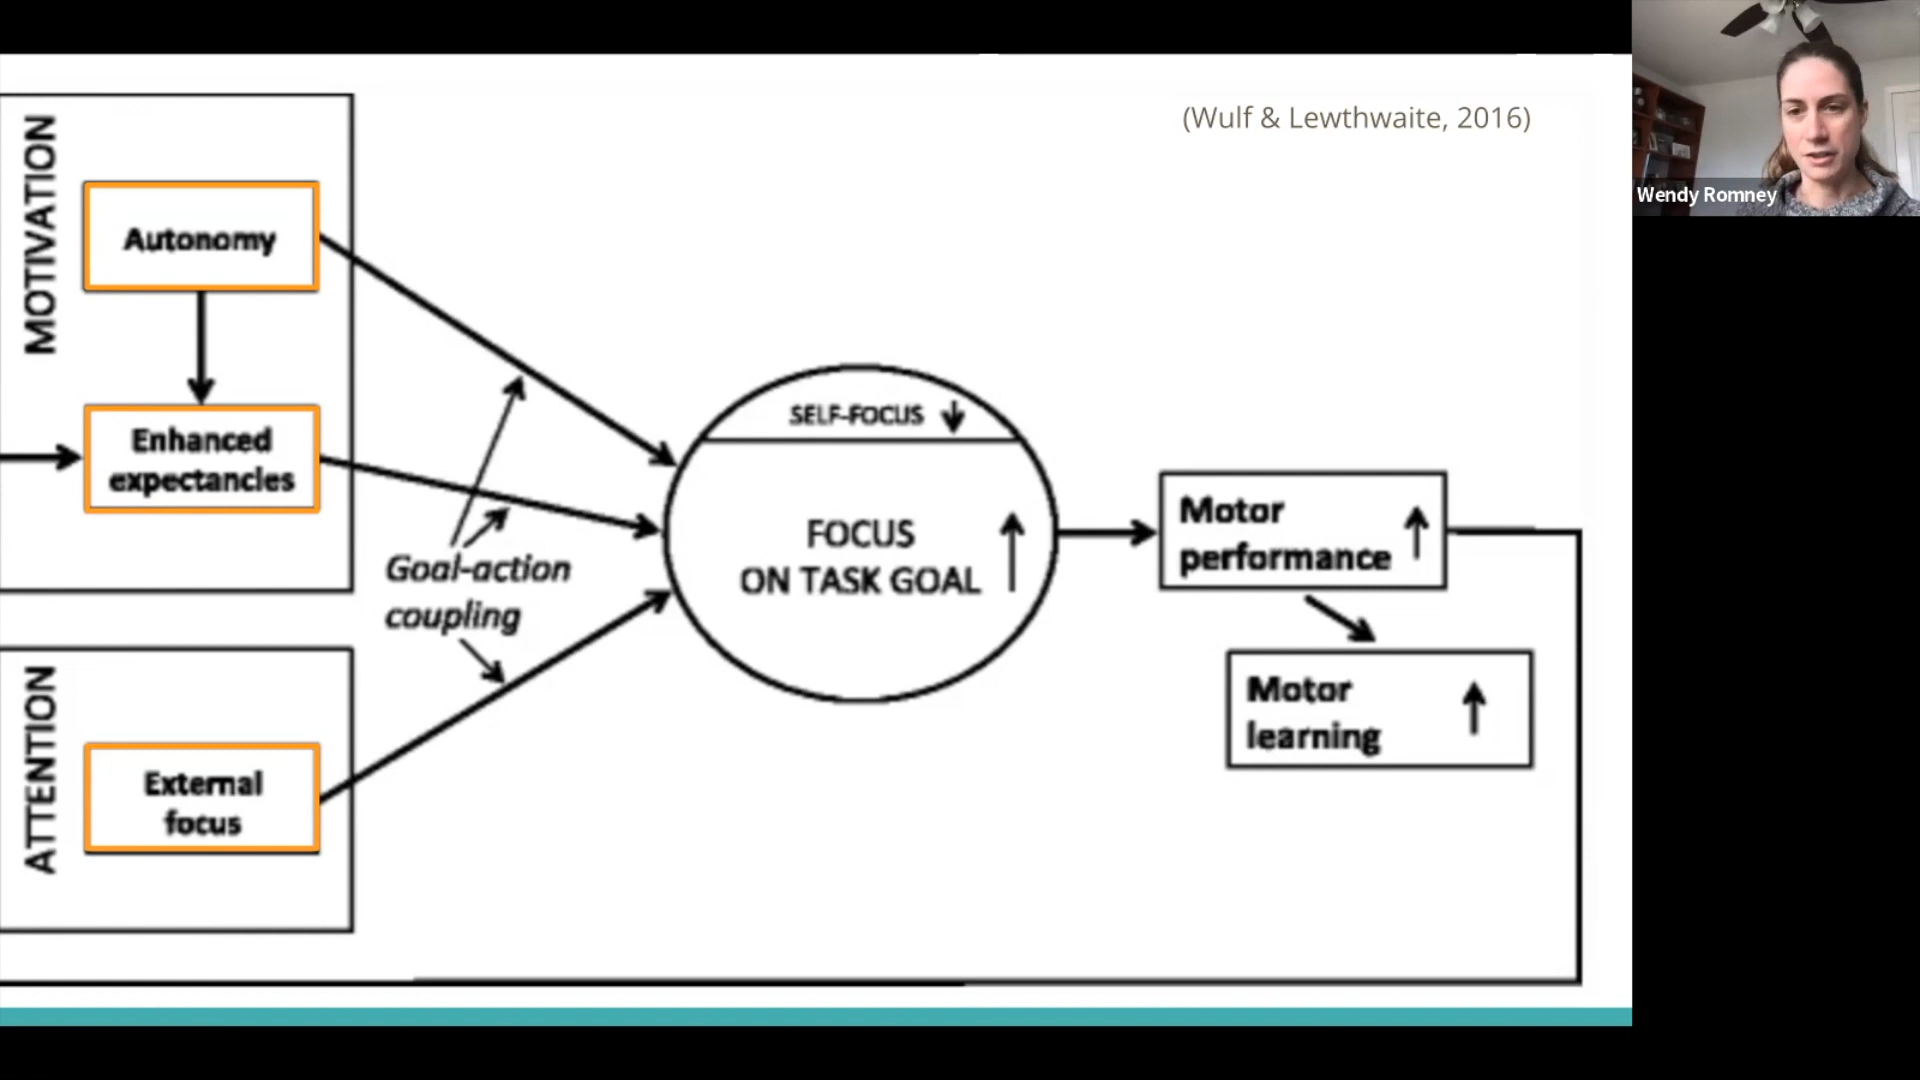 (Wulf & Lewthwaite, 2016)
Wendy Romney
MOTIVATION
Autonomy
Enhanced
expectancies
Goal-action
coupling
SELF-FOCUS
FOCUS
ON TASK GOAL
Motor
performance
Motor
learning
ATTENTION
External
focus